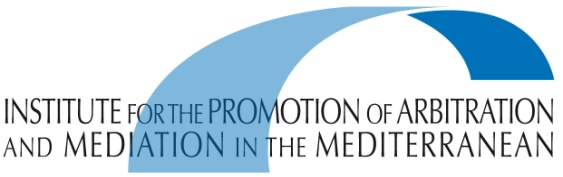 INSTITUTE FOR THE PROMOTION OF ARBITRATION
AND MEDIATION IN THE MEDITERRANEAN